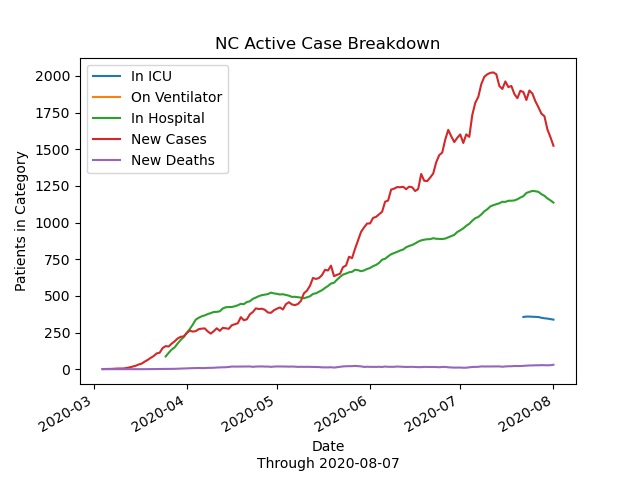 NC Active Case Breakdown
In ICU
On Ventilator
In Hospital
New Cases
New Deaths
Patients in Category
2000
1750
1500
1250
1000
750
500
250
0
2020-03
2020-04
2020-05
2020-06
2020-07
2020-08
Date
Through 2020-08-07